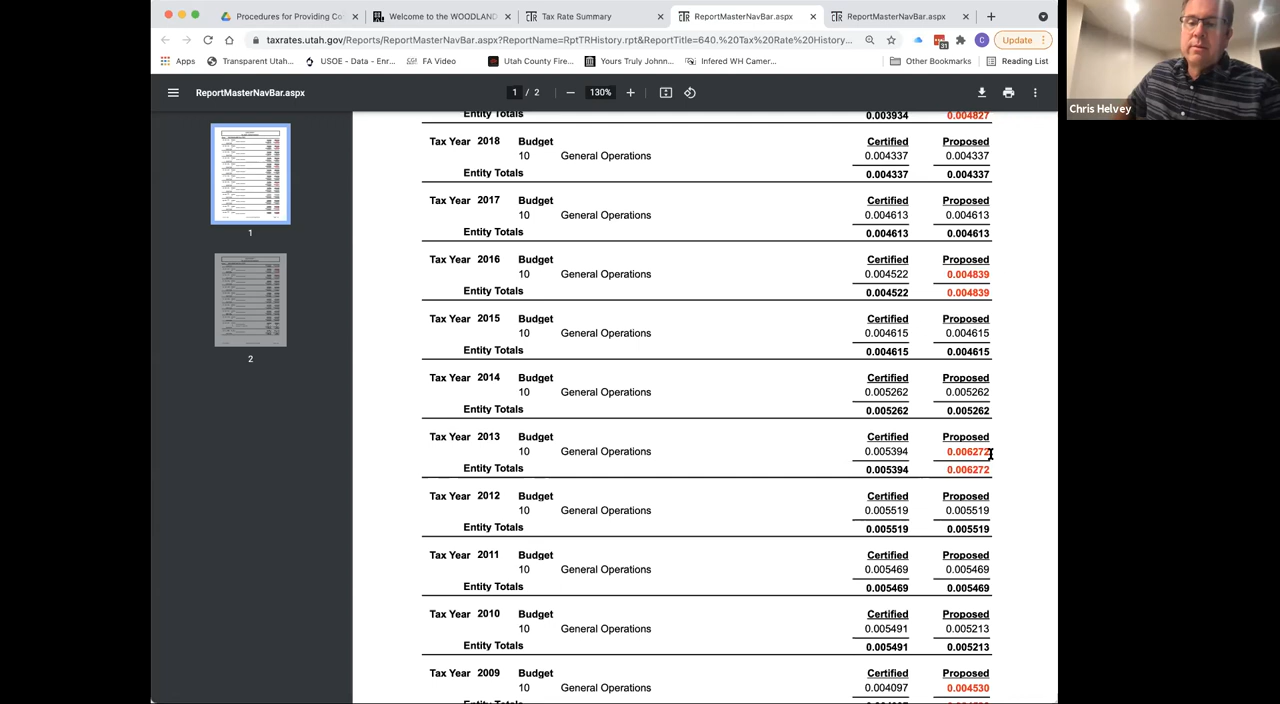 Procedures for Providing Co
Welcome to the WOODLAND
Tax Rate Summary
ReportMasterNavBar.aspx
ReportMasterNavBar.aspx
taxrates.utah.gov/Reports/ReportMasterNavBar.aspx?ReportName=RptTRHistory.rpt&ReportTitle=640,%20Tax%20Rate%20History...
31
C
Update
Apps
Transparent Utah...
USOE - Data - Enr...
FA Video
Utah County Fire...
Yours Truly Johnn...
Infered WH Camer...
Other Bookmarks
Reading List
ReportMasterNavBar.aspx
1 / 2
130%
Chris Helvey
1
2
Entity Totals 0.003934 0.004827
Tax Year 2018 Budget Certified Proposed
10 General Operations 0.004337 0.004337
Entity Totals 0.004337 0.004337
Tax Year 2017 Budget Certified Proposed
10 General Operations 0.004613 0.004613
Entity Totals 0.004613 0.004613
Tax Year 2016 Budget Certified Proposed
10 General Operations 0.004522 0.004839
Entity Totals 0.004522 0.004839
Tax Year 2015 Budget Certified Proposed
10 General Operations 0.004615 0.004615
Entity Totals 0.004615 0.004615
Tax Year 2014 Budget Certified Proposed
10 General Operations 0.005262 0.005262
Entity Totals 0.005262 0.005262
Tax Year 2013 Budget Certified Proposed
10 General Operations 0.005394 0.006272
Entity Totals 0.005394 0.006272
Tax Year 2012 Budget Certified Proposed
10 General Operations 0.005519 0.005519
Entity Totals 0.005519 0.005519
Tax Year 2011 Budget Certified Proposed
10 General Operations 0.005469 0.005469
Entity Totals 0.005469 0.005469
Tax Year 2010 Budget Certified Proposed
10 General Operations 0.005491 0.005213
Entity Totals 0.005491 0.005213
Tax Year 2009 Budget Certified Proposed
10 General Operations 0.004097 0.004530